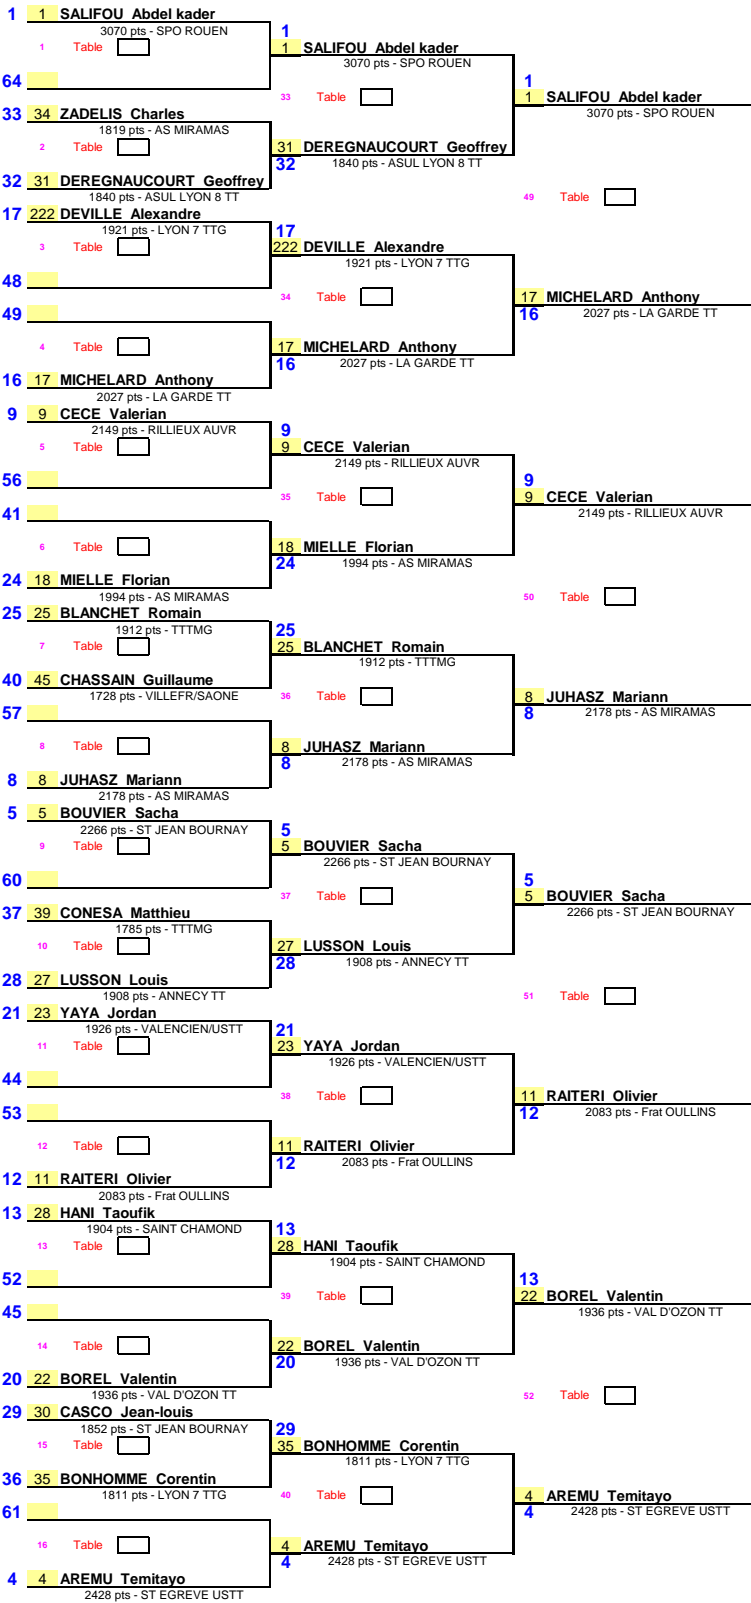 1 1 SALIFOU Abdel kader
3070 pts - SPO ROUEN
1 Table
64
33 34 ZADELIS Charles
1819 pts - AS MIRAMAS
2 Table
32 31 DEREGNAUCOURT Geoffrey
1840 pts - ASUL LYON 8 TT
17 222 DEVILLE Alexandre
1921 pts - LYON 7 TTG
3 Table
48
49
4 Table
16 17 MICHELARD Anthony
2027 pts - LA GARDE TT
9 9 CECE Valerian
2149 pts - RILLIEUX AUVR
5 Table
56
41
6 Table
24 18 MIELLE Florian
1994 pts - AS MIRAMAS
25 25 BLANCHET Romain
1912 pts - TTTMG
7 Table
40 45 CHASSAIN Guillaume
1728 pts - VILLEFR/SAONE
57
8 Table
8 8 JUHASZ Mariann
2178 pts - AS MIRAMAS
5 5 BOUVIER Sacha
2266 pts - ST JEAN BOURNAY
9 Table
60
37 39 CONESA Matthieu
1785 pts - TTTMG
10 Table
28 27 LUSSON Louis
1908 pts - ANNECY TT
21 23 YAYA Jordan
1926 pts - VALENCIEN/USTT
11 Table
44
53
12 Table
12 11 RAITERI Olivier
2083 pts - Frat OULLINS
13 28 HANI Taoufik
1904 pts - SAINT CHAMOND
13 Table
52
45
14 Table
20 22 BOREL Valentin
1936 pts - VAL D'OZON TT
29 30 CASCO Jean-louis
1852 pts - ST JEAN BOURNAY
15 Table
36 35 BONHOMME Corentin
1811 pts - LYON 7 TTG
61
16 Table
4 4 AREMU Temitayo
2428 pts - ST EGREVE USTT
1
1 SALIFOU Abdel kader
3070 pts - SPO ROUEN
33 Table
31 DEREGNAUCOURT Geoffrey
32 1840 pts - ASUL LYON 8 TT
17
222 DEVILLE Alexandre
1921 pts - LYON 7 TTG
34 Table
17 MICHELARD Anthony
16 2027 pts - LA GARDE TT
9
9 CECE Valerian
2149 pts - RILLIEUX AUVR
35 Table
18 MIELLE Florian
24 1994 pts - AS MIRAMAS
25
25 BLANCHET Romain
1912 pts - TTTMG
36 Table
8 JUHASZ Mariann
8 2178 pts - AS MIRAMAS
5
5 BOUVIER Sacha
2266 pts - ST JEAN BOURNAY
37 Table
27 LUSSON Louis
28 1908 pts - ANNECY TT
21
23 YAYA Jordan
1926 pts - VALENCIEN/USTT
38 Table
11 RAITERI Olivier
12 2083 pts - Frat OULLINS
13
28 HANI Taoufik
1904 pts - SAINT CHAMOND
39 Table
22 BOREL Valentin
20 1936 pts - VAL D'OZON TT
29
35 BONHOMME Corentin
1811 pts - LYON 7 TTG
40 Table
4 AREMU Temitayo
4 2428 pts - ST EGREVE USTT
1
1 SALIFOU Abdel kader
3070 pts - SPO ROUEN
49 Table
17 MICHELARD Anthony
16 2027 pts - LA GARDE TT
9
9 CECE Valerian
2149 pts - RILLIEUX AUVR
50 Table
8 JUHASZ Mariann
8 2178 pts - AS MIRAMAS
5
5 BOUVIER Sacha
2266 pts - ST JEAN BOURNAY
51 Table
11 RAITERI Olivier
12 2083 pts - Frat OULLINS
13
22 BOREL Valentin
1936 pts - VAL D'OZON TT
52 Table
4 AREMU Temitayo
4 2428 pts - ST EGREVE USTT